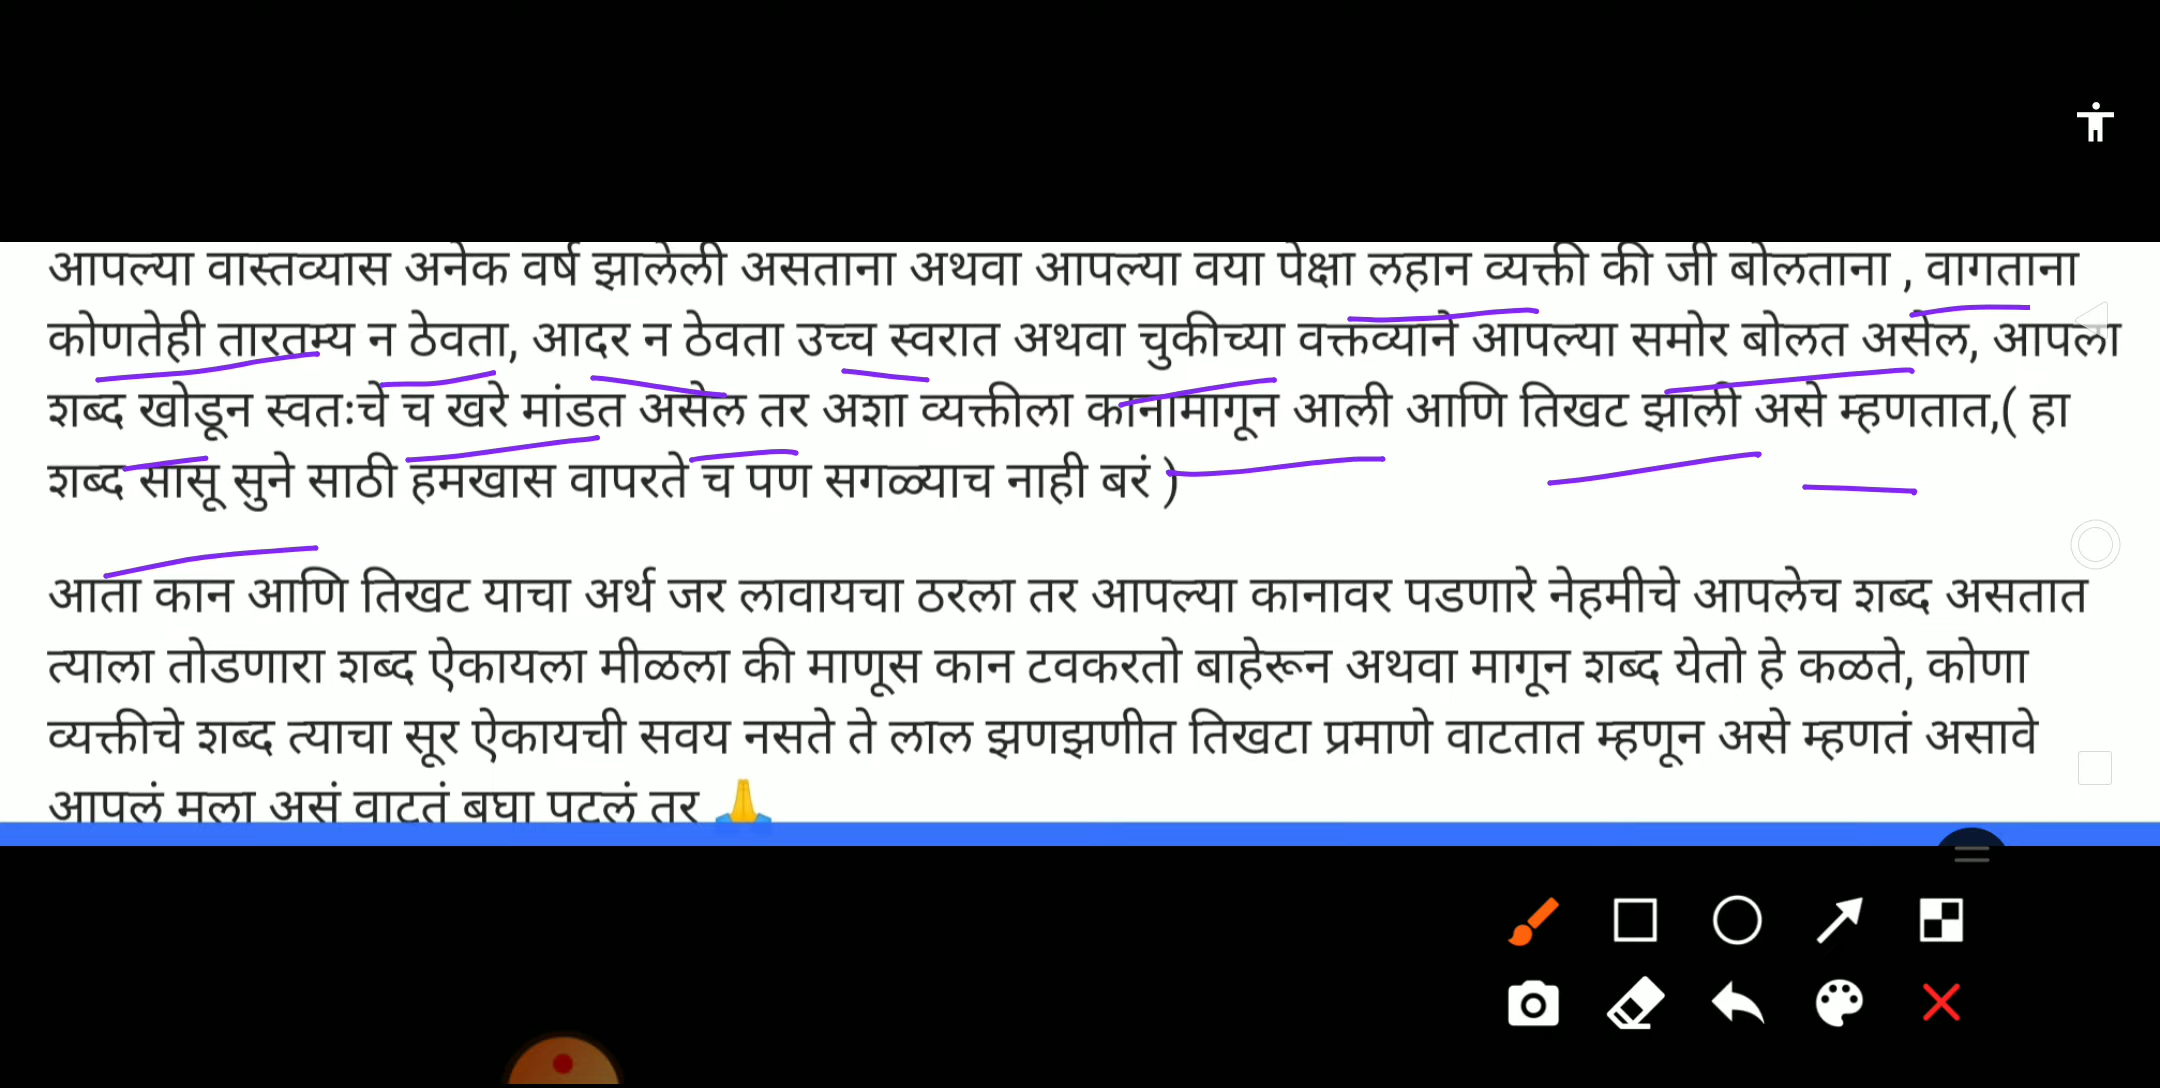 आपल्या वास्तव्यास अनेक वर्ष झालेली असताना अथवा आपल्या वया पेक्षा लहान व्यक्ती की जी बोलताना , वागताना
कोणतेही तारतम्य न ठेवता, आदर न ठेवता उच्च स्वरात अथवा चुकीच्या वक्तव्याने आपल्या समोर बोलत असेल, आपला
शब्द खोडून स्वतःचे च खरे मांडत असेल तर अशा व्यक्तीला कानामागून आली आणि तिखट झाली असे म्हणतात,( हा
शब्द सासू सुने साठी हमखास वापरते च पण सगळ्याच नाही बरं )
आता कान आणि तिखट याचा अर्थ जर लावायचा ठरला तर आपल्या कानावर पडणारे नेहमीचे आपलेच शब्द असतात
त्याला तोडणारा शब्द ऐकायला मीळला की माणूस कान टवकरतो बाहेरून अथवा मागून शब्द येतो हे कळते, कोणा
व्यक्तीचे शब्द त्याचा सूर ऐकायची सवय नसते ते लाल झणझणीत तिखटा प्रमाणे वाटतात म्हणून असे म्हणतं असावे
आपलं मला असं वाटतं बघा पटलं तर 🙏